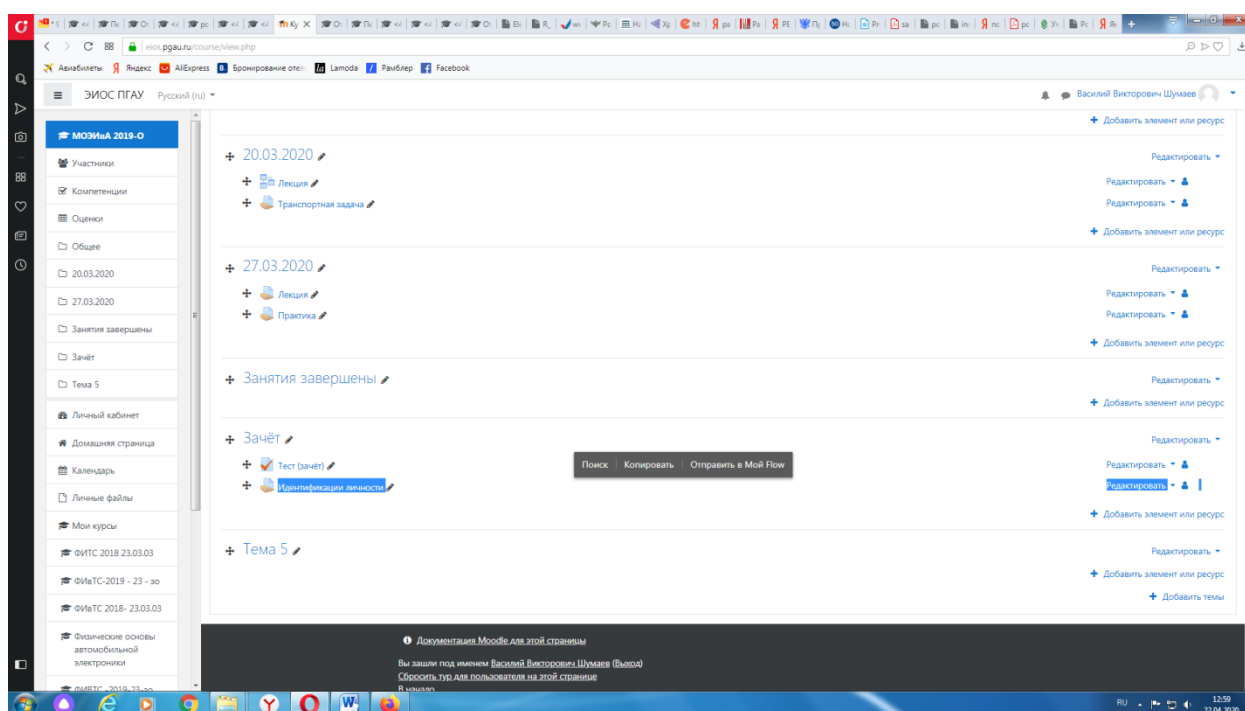 eios.pgau.ru/course/view.php
Авиабилеты Яндекс AliExpress Lamoda Рамблер Facebook
ЭИОС ПГАУ Русский (ru)
Василий Викторович Шумаев
МОЭИвА 2019-О
Участники
Компетенции
Оценки
Общее
20.03.2020
27.03.2020
Занятия завершены
Зачёт
Тема 5
Личный кабинет
Домашняя страница
Календарь
Личные файлы
Мои курсы
ФИТС 2018 23.03.03
ФИвТС-2019 - 23 - зо
ФИвТС 2018- 23.03.03
Физические основы
автомобильной
электроники
Добавить элемент или ресурс
20.03.2020 Редактировать
Лекция Редактировать
Транспортная задача Редактировать
Добавить элемент или ресурс
27.03.2020 Редактировать
Лекция Редактировать
Практика Редактировать
Добавить элемент или ресурс
Занятия завершены Редактировать
Добавить элемент или ресурс
Зачёт Редактировать
Тест (зачёт) Редактировать
Поиск Копировать Отправить в Мой Flow
Идентификации личности Редактировать
Добавить элемент или ресурс
Тема 5 Редактировать
Добавить элемент или ресурс
Добавить темы
Документация Moodle для этой страницы
Вы зашли под именем Василий Викторович Шумаев (Выход)
Сбросить тур для пользователя на этой странице
В начало
RU 12:59
22.04.2020